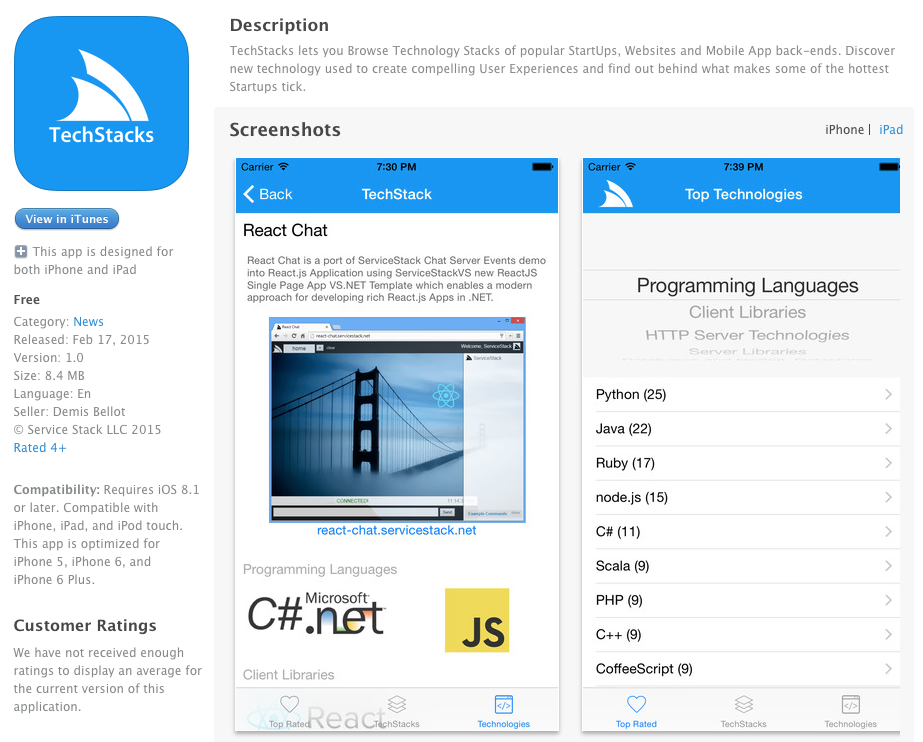 TechStacks
View in iTunes
This app is designed for
both iPhone and iPad
Free
Category: News
Released: Feb 17, 2015
Version: 1.0
Size: 8.4 MB
Language: En
Seller: Demis Bellot
© Service Stack LLC 2015
Rated 4+
Compatibility: Requires iOS 8.1
or later. Compatible with
iPhone, iPad, and iPod touch.
This app is optimized for
iPhone 5, iPhone 6, and
iPhone 6 Plus.
Customer Ratings
We have not received enough
ratings to display an average for
the current version of this
application.
Description
TechStacks lets you Browse Technology Stacks of popular StartUps, Websites and Mobile App back-ends. Discover
new technology used to create compelling User Experiences and find out behind what makes some of the hottest
Startups tick.
Screenshots
iPhone | iPad
Carrier 7:30 PM
Back TechStack
React Chat
React Chat is a port of ServiceStack Chat Server Events demo
into React.js Application using ServiceStackVS new ReactJS
Single Page App VS.NET Template which enables a modern
approach for developing rich React.js Apps in .NET.
React Chat
react-chat.servicestack.net
home clear Welcome, ServiceStack
ServiceStack
CONNECTED!
Send Example Commands
react-chat.servicestack.net
Programming Languages
C# Microsoft .net
JS
Client Libraries
React
Top Rated TechStacks Technologies
Carrier 7:39 PM
Top Technologies
Programming Languages
Client Libraries
HTTP Server Technologies
Server Libraries
Python (25)
Java (22)
Ruby (17)
node.js (15)
C# (11)
Scala (9)
PHP (9)
C++ (9)
CoffeeScript (9)
Top Rated TechStacks Technologies